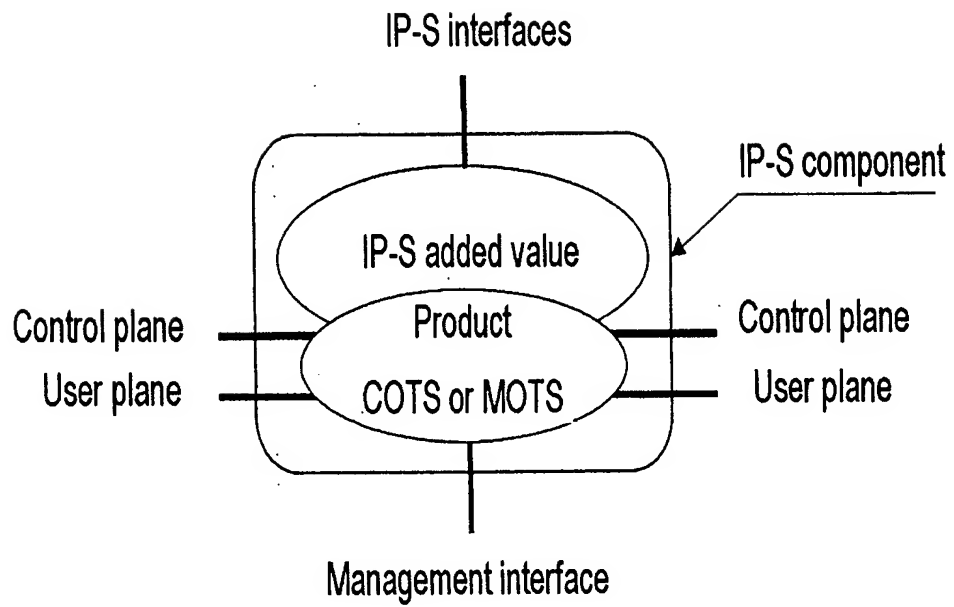 IP-S interfaces
IP-S component
IP-S added value
Control plane
Product
Control plane
User plane
COTS or MOTS
User plane
Management interface